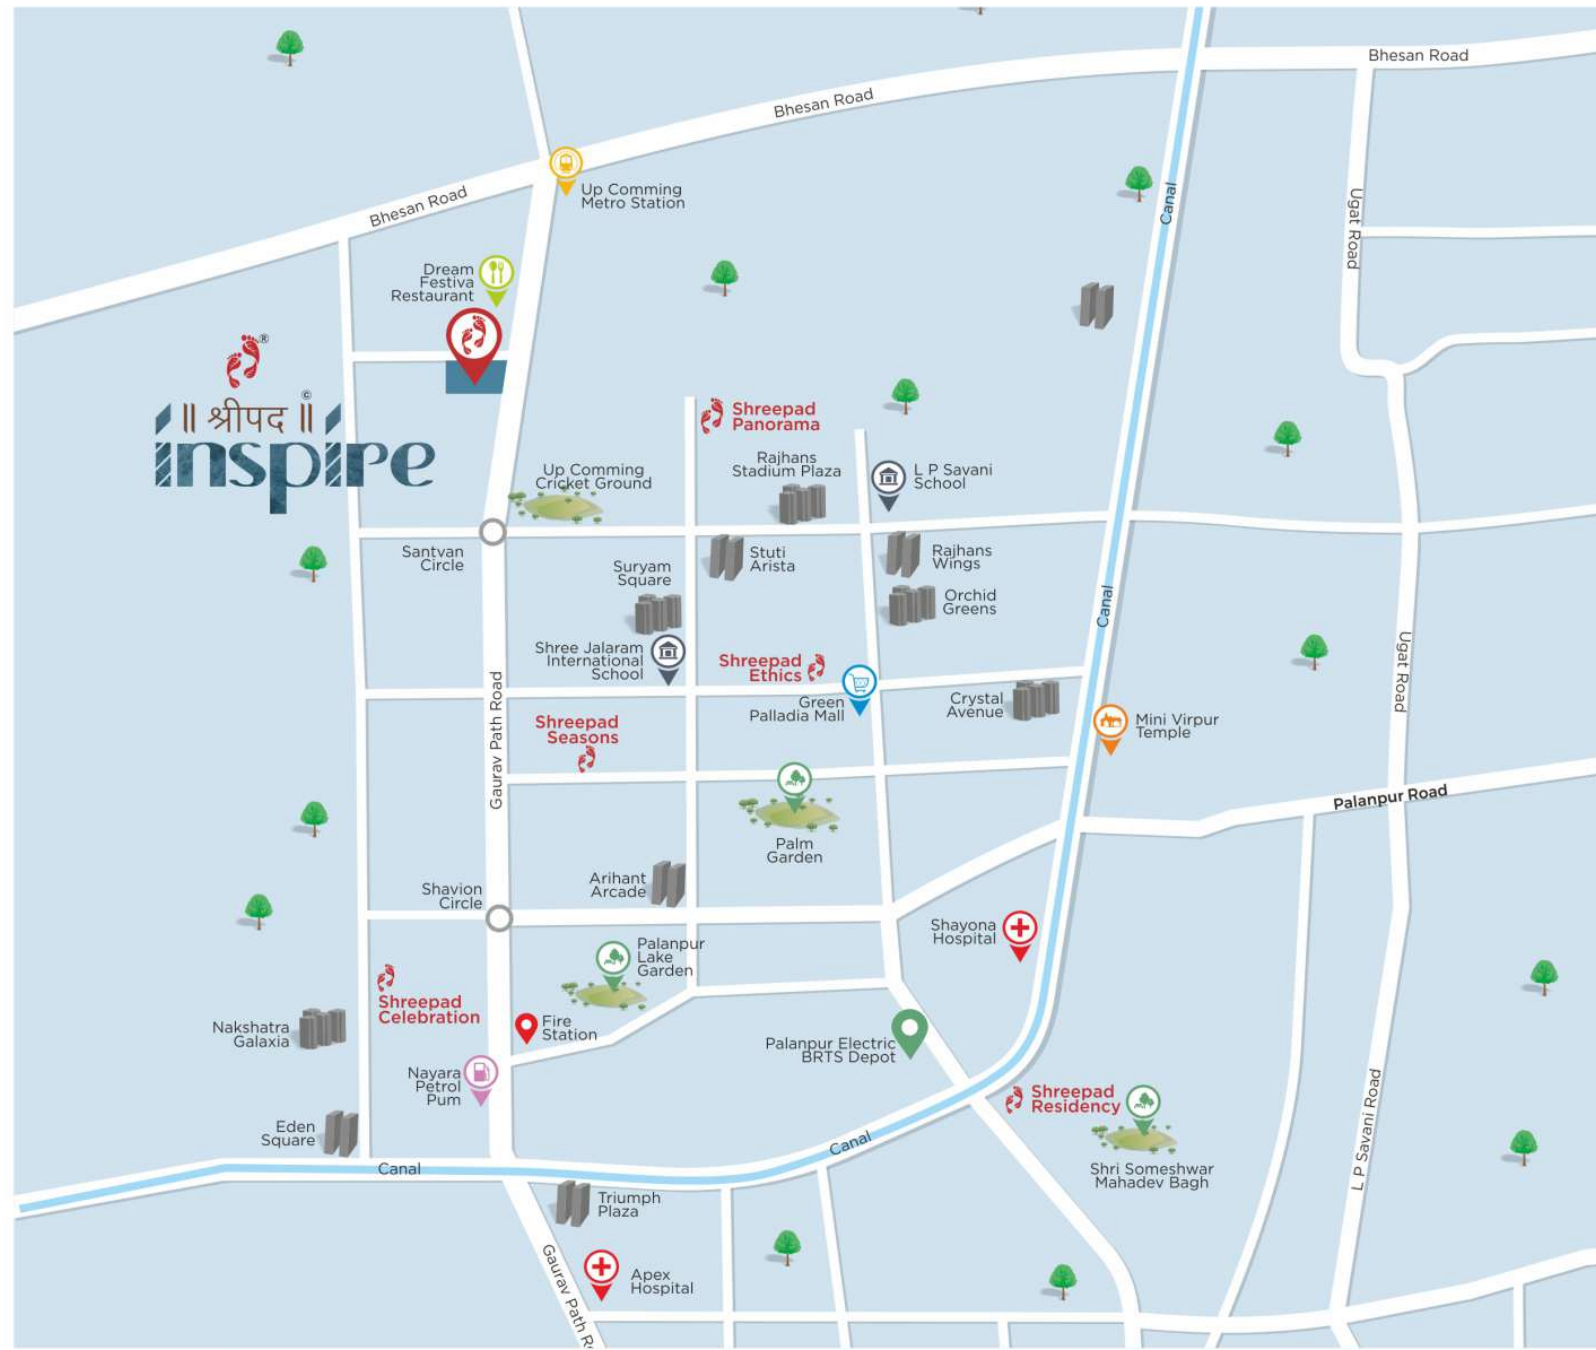 Bhesan Road
Bhesan Road
Canal
Up Comming
Metro Station
Bhesan Road
Ugat Road
Dream
Festiva
Restaurant
®
©
॥ श्रीपद ॥
inspire
Shreepad
Panorama
Rajhans
Stadium Plaza
L P Savani
School
Up Comming
Cricket Ground
Santvan
Circle
Suryam
Square
Stuti
Arista
Rajhans
Wings
Orchid
Greens
Canal
Shree Jalaram
International
School
Shreepad
Ethics
Green
Palladia Mall
Crystal
Avenue
Mini Virpur
Temple
Ugat Road
Gaurav Path Road
Shreepad
Seasons
Palanpur Road
Palm
Garden
Arihant
Arcade
Shavion
Circle
Shayona
Hospital
Palanpur
Lake
Garden
Shreepad
Celebration
Nakshatra
Galaxia
Fire
Station
Palanpur Electric
BRTS Depot
Nayara
Petrol
Pum
Shreepad
Residency
Eden
Square
Canal
Canal
Shri Someshwar
Mahadev Bagh
L P Savani Road
Triumph
Plaza
Gaurav Path R
Apex
Hospital